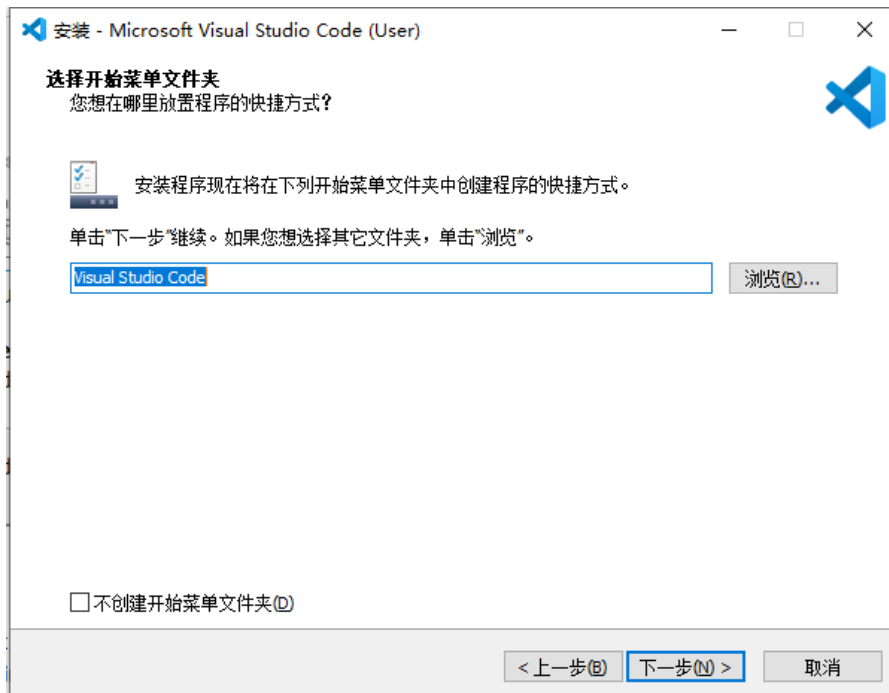 安装 - Microsoft Visual Studio Code (User)
选择开始菜单文件夹
您想在哪里放置程序的快捷方式?
安装程序现在将在下列开始菜单文件夹中创建程序的快捷方式。
单击"下一步"继续。如果您想选择其它文件夹，单击"浏览"。
Visual Studio Code
浏览(R)...
不创建开始菜单文件夹(D)
< 上一步(B)
下一步(N) >
取消